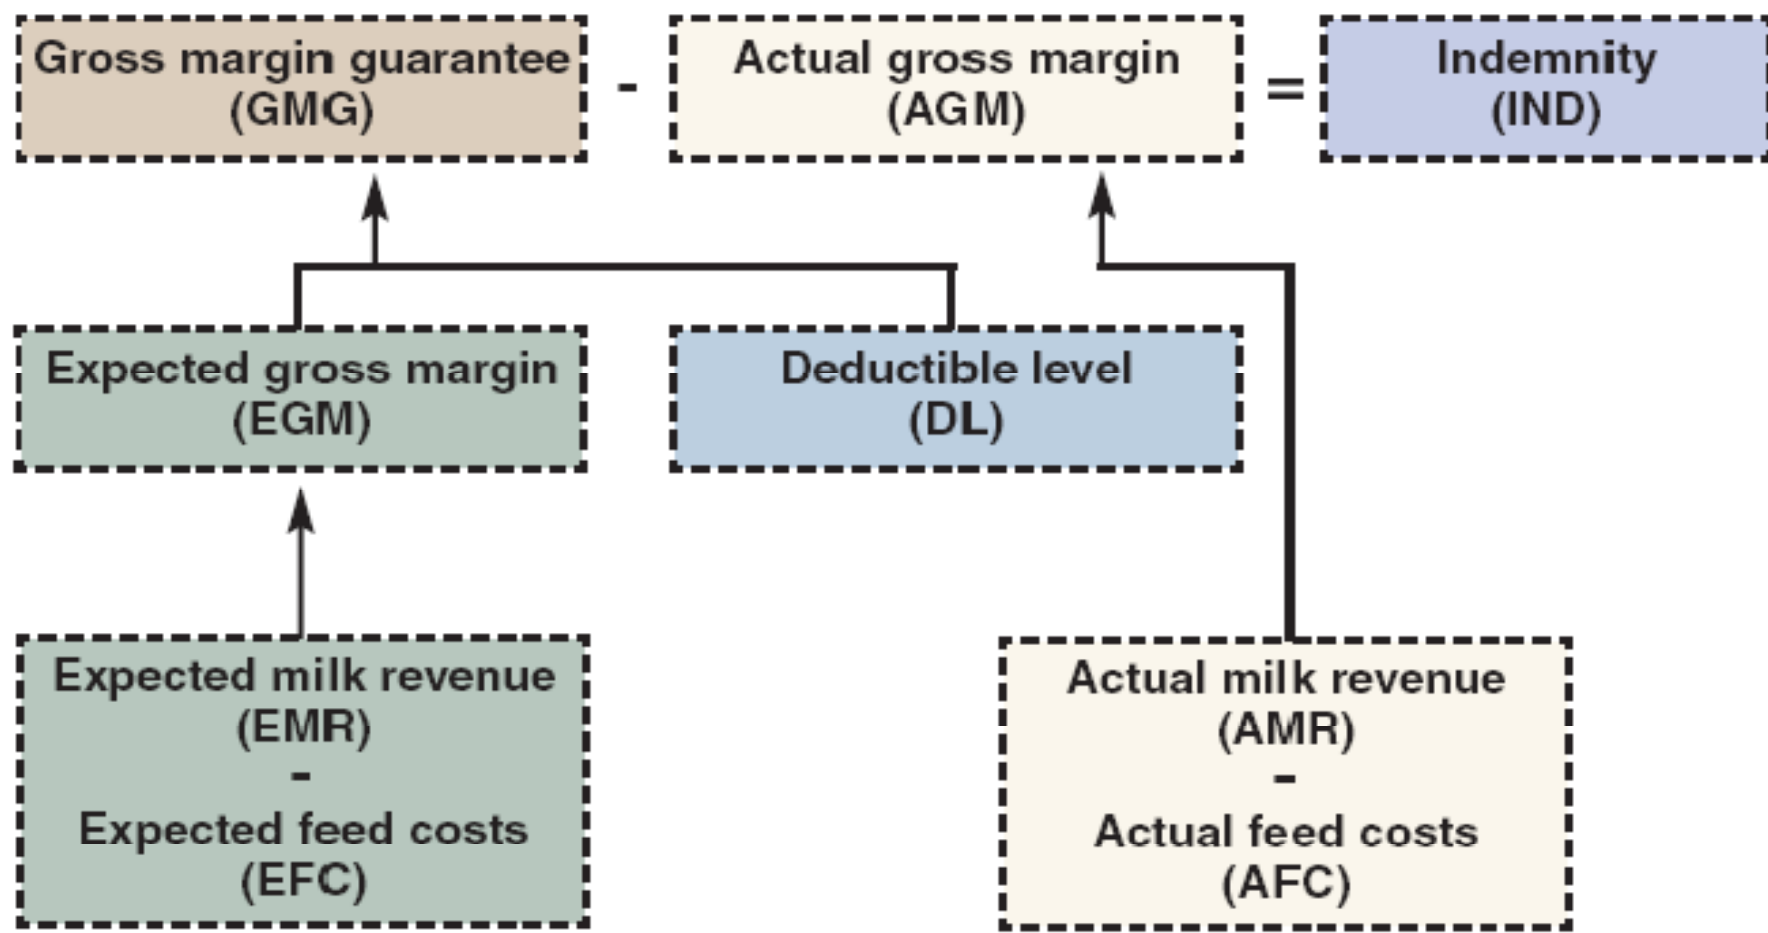 Gross margin guarantee
(GMG)
-
Actual gross margin
(AGM)
=
Indemnity
(IND)
Expected gross margin
(EGM)
Deductible level
(DL)
Expected milk revenue
(EMR)
-
Expected feed costs
(EFC)
Actual milk revenue
(AMR)
-
Actual feed costs
(AFC)